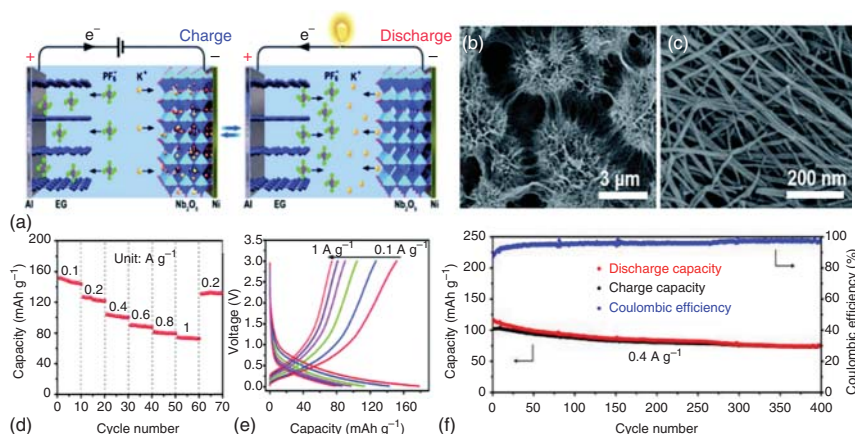 e⁻ Charge
+ −
PF₆⁻ K⁺
Al EG Nb₂O₅ Ni
(a)
e⁻ Discharge
+ −
PF₆⁻ K⁺
Al EG Nb₂O₅ Ni
(b)
3 μm
(c)
200 nm
Capacity (mAh g⁻¹)
200
160
120
80
40
0
Unit: A g⁻¹
0.1
0.2
0.4
0.6
0.8
1
0.2
0 10 20 30 40 50 60 70
(d) Cycle number
Voltage (V)
3.5
3.0
2.5
2.0
1.5
1.0
0.5
0.0
1 A g⁻¹ 0.1 A g⁻¹
0 40 80 120 160 200
(e) Capacity (mAh g⁻¹)
Capacity (mAh g⁻¹)
250
200
150
100
50
0
Discharge capacity
Charge capacity
Coulombic efficiency
0.4 A g⁻¹
100
80
60
40
20
0
Coulombic efficiency (%)
0 50 100 150 200 250 300 350 400
(f) Cycle number